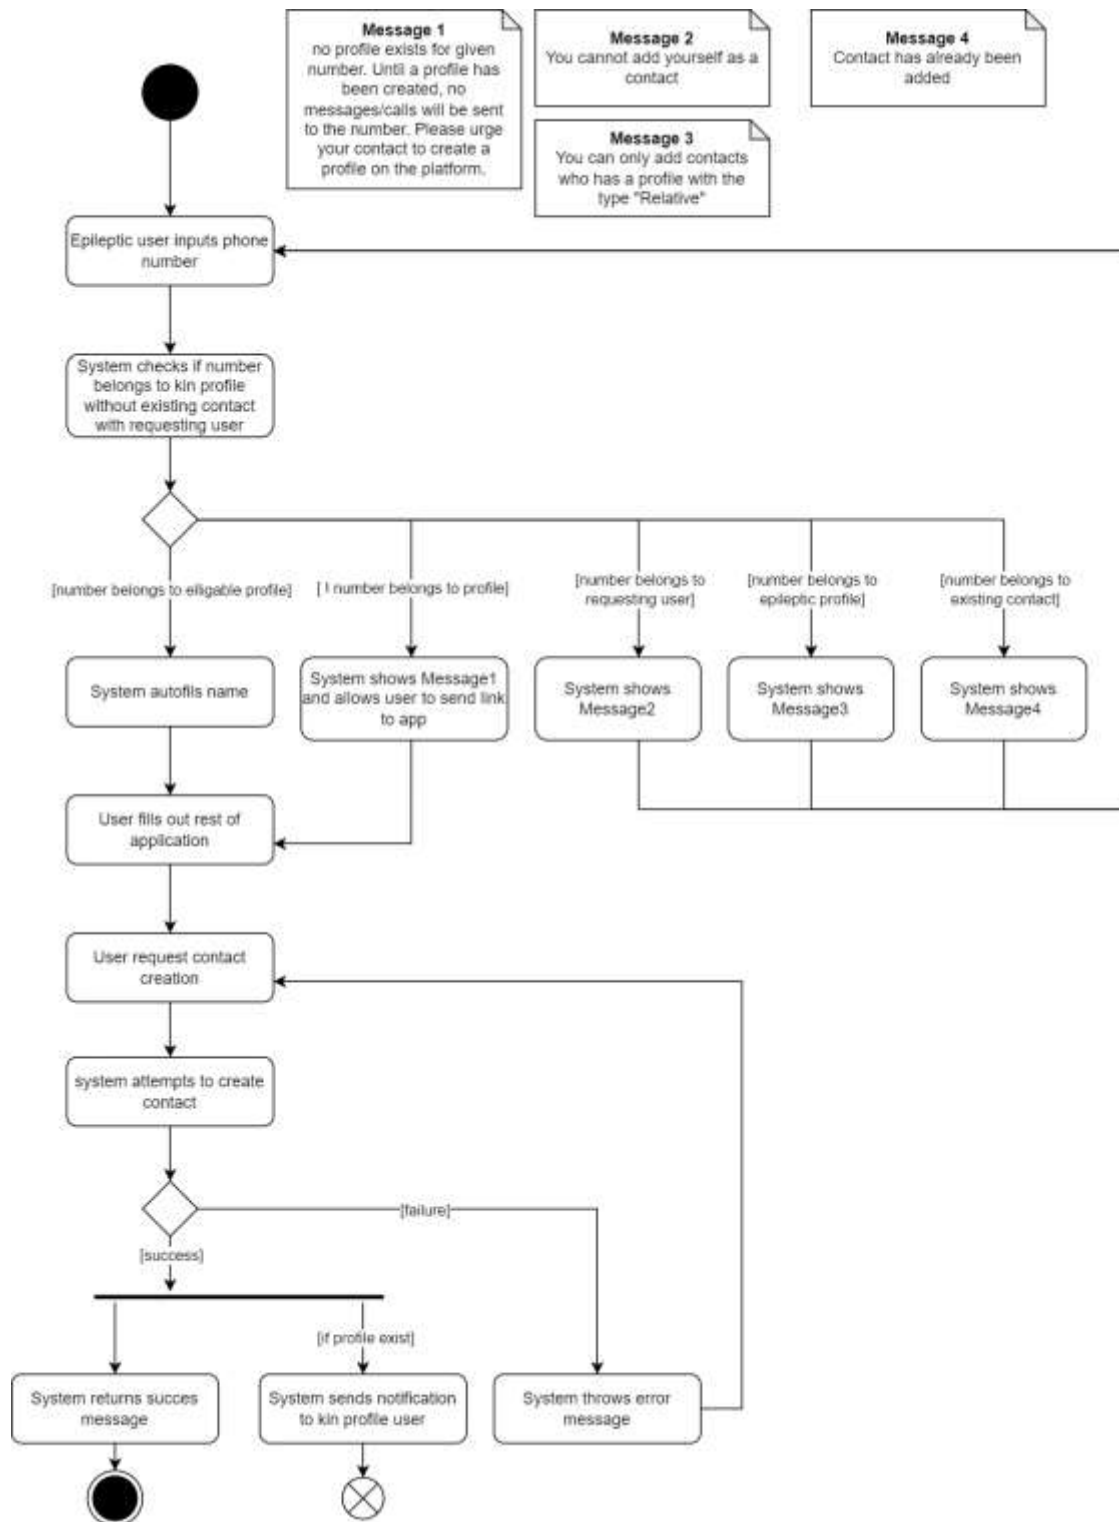 Message 1
no profile exists for given
number. Until a profile has
been created, no
messages/calls will be sent
to the number. Please urge
your contact to create a
profile on the platform.
Message 2
You cannot add yourself as a
contact
Message 4
Contact has already been
added
Message 3
You can only add contacts
who has a profile with the
type "Relative"
Epileptic user inputs phone
number
System checks if number
belongs to kin profile
without existing contact
with requesting user
[number belongs to elligable profile]
[ ! number belongs to profile]
[number belongs to
requesting user]
[number belongs to
epileptic profile]
[number belongs to
existing contact]
System autofils name
System shows Message1
and allows user to send link
to app
System shows
Message2
System shows
Message3
System shows
Message4
User fills out rest of
application
User request contact
creation
system attempts to create
contact
[failure]
[success]
[if profile exist]
System returns succes
message
System sends notification
to kin profile user
System throws error
message